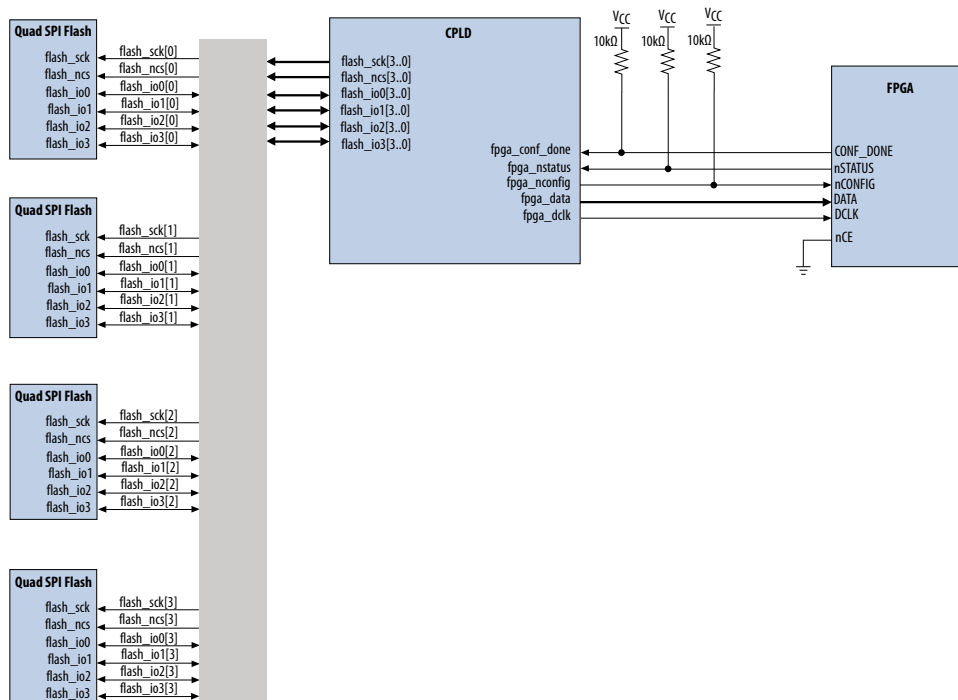 Quad SPI Flash
flash_sck
flash_ncs
flash_io0
flash_io1
flash_io2
flash_io3
flash_sck[0]
flash_ncs[0]
flash_io0[0]
flash_io1[0]
flash_io2[0]
flash_io3[0]
Quad SPI Flash
flash_sck
flash_ncs
flash_io0
flash_io1
flash_io2
flash_io3
flash_sck[1]
flash_ncs[1]
flash_io0[1]
flash_io1[1]
flash_io2[1]
flash_io3[1]
Quad SPI Flash
flash_sck
flash_ncs
flash_io0
flash_io1
flash_io2
flash_io3
flash_sck[2]
flash_ncs[2]
flash_io0[2]
flash_io1[2]
flash_io2[2]
flash_io3[2]
Quad SPI Flash
flash_sck
flash_ncs
flash_io0
flash_io1
flash_io2
flash_io3
flash_sck[3]
flash_ncs[3]
flash_io0[3]
flash_io1[3]
flash_io2[3]
flash_io3[3]
CPLD
flash_sck[3..0]
flash_ncs[3..0]
flash_io0[3..0]
flash_io1[3..0]
flash_io2[3..0]
flash_io3[3..0]
fpga_conf_done
fpga_nstatus
fpga_nconfig
fpga_data
fpga_dclk
VCC
10kΩ
VCC
10kΩ
VCC
10kΩ
FPGA
CONF_DONE
nSTATUS
nCONFIG
DATA
DCLK
nCE